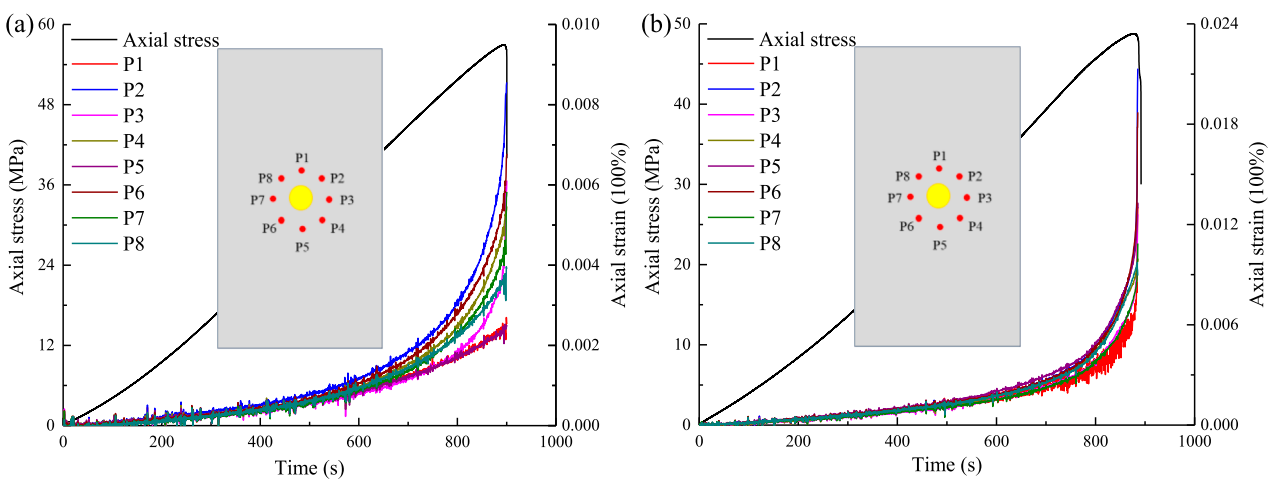 (a)
60
48
36
24
12
0
Axial stress (MPa)
0.010
0.008
0.006
0.004
0.002
0.000
Axial strain (100%)
0
200
400
600
800
1000
Time (s)
Axial stress
P1
P2
P3
P4
P5
P6
P7
P8
P1
P8
P2
P7
P3
P6
P4
P5
(b)
50
40
30
20
10
0
Axial stress (MPa)
0.024
0.018
0.012
0.006
0.000
Axial strain (100%)
0
200
400
600
800
1000
Time (s)
Axial stress
P1
P2
P3
P4
P5
P6
P7
P8
P1
P8
P2
P7
P3
P6
P4
P5